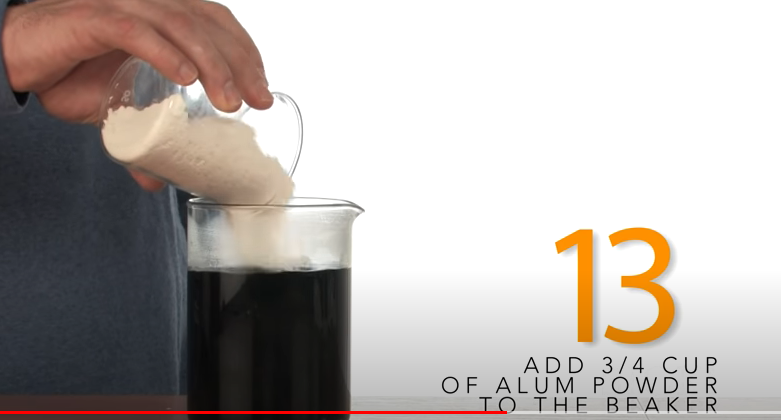 13
ADD 3/4 CUP
OF ALUM POWDER
TO THE BEAKER